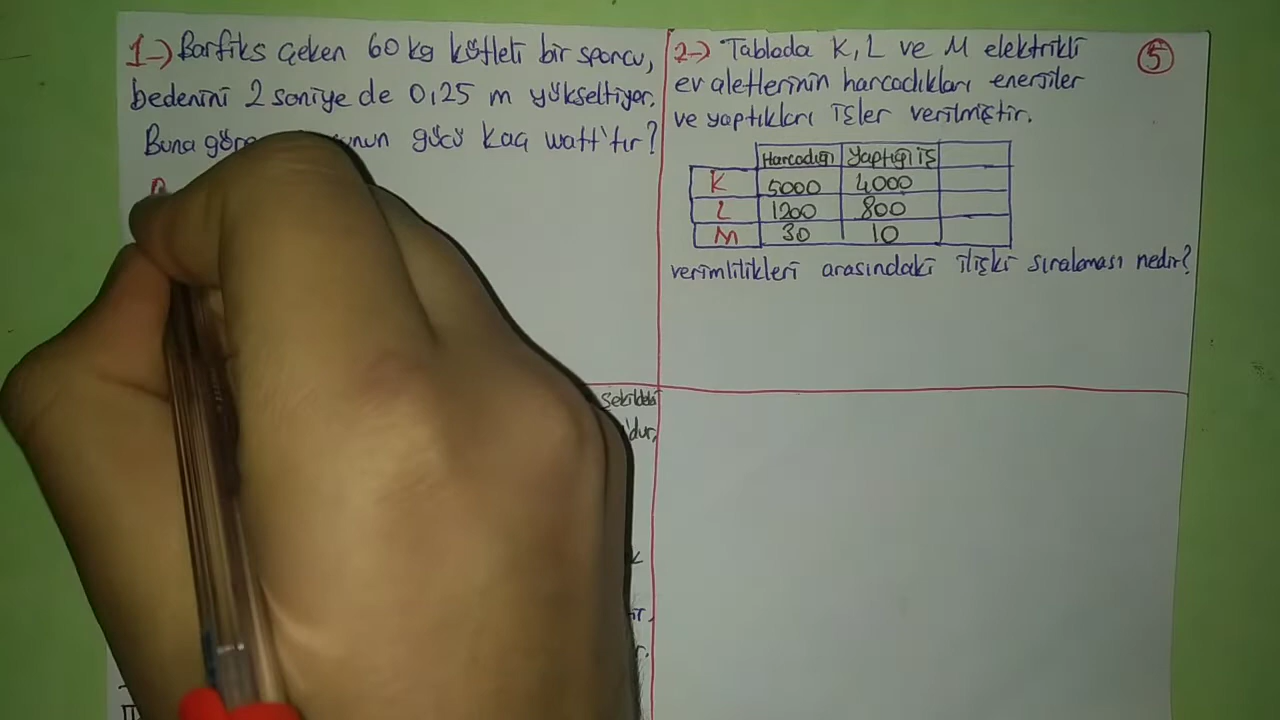 1-) Barfiks çeken 60 kg kütleli bir sporcu,
bedenini 2 saniye de 0,25 m yükseltiyor.
Buna gücü kaç watt'tır?
2-) Tabloda K, L ve M elektrikli
ev aletlerinin harcadıkları enerjiler
ve yaptıkları işler verilmiştir.
5
Harcadığı Yaptığı iş
K 5000 4000
L 1200 800
M 30 10
verimlilikleri arasındaki ilişki sıralaması nedir?
Şekildeki